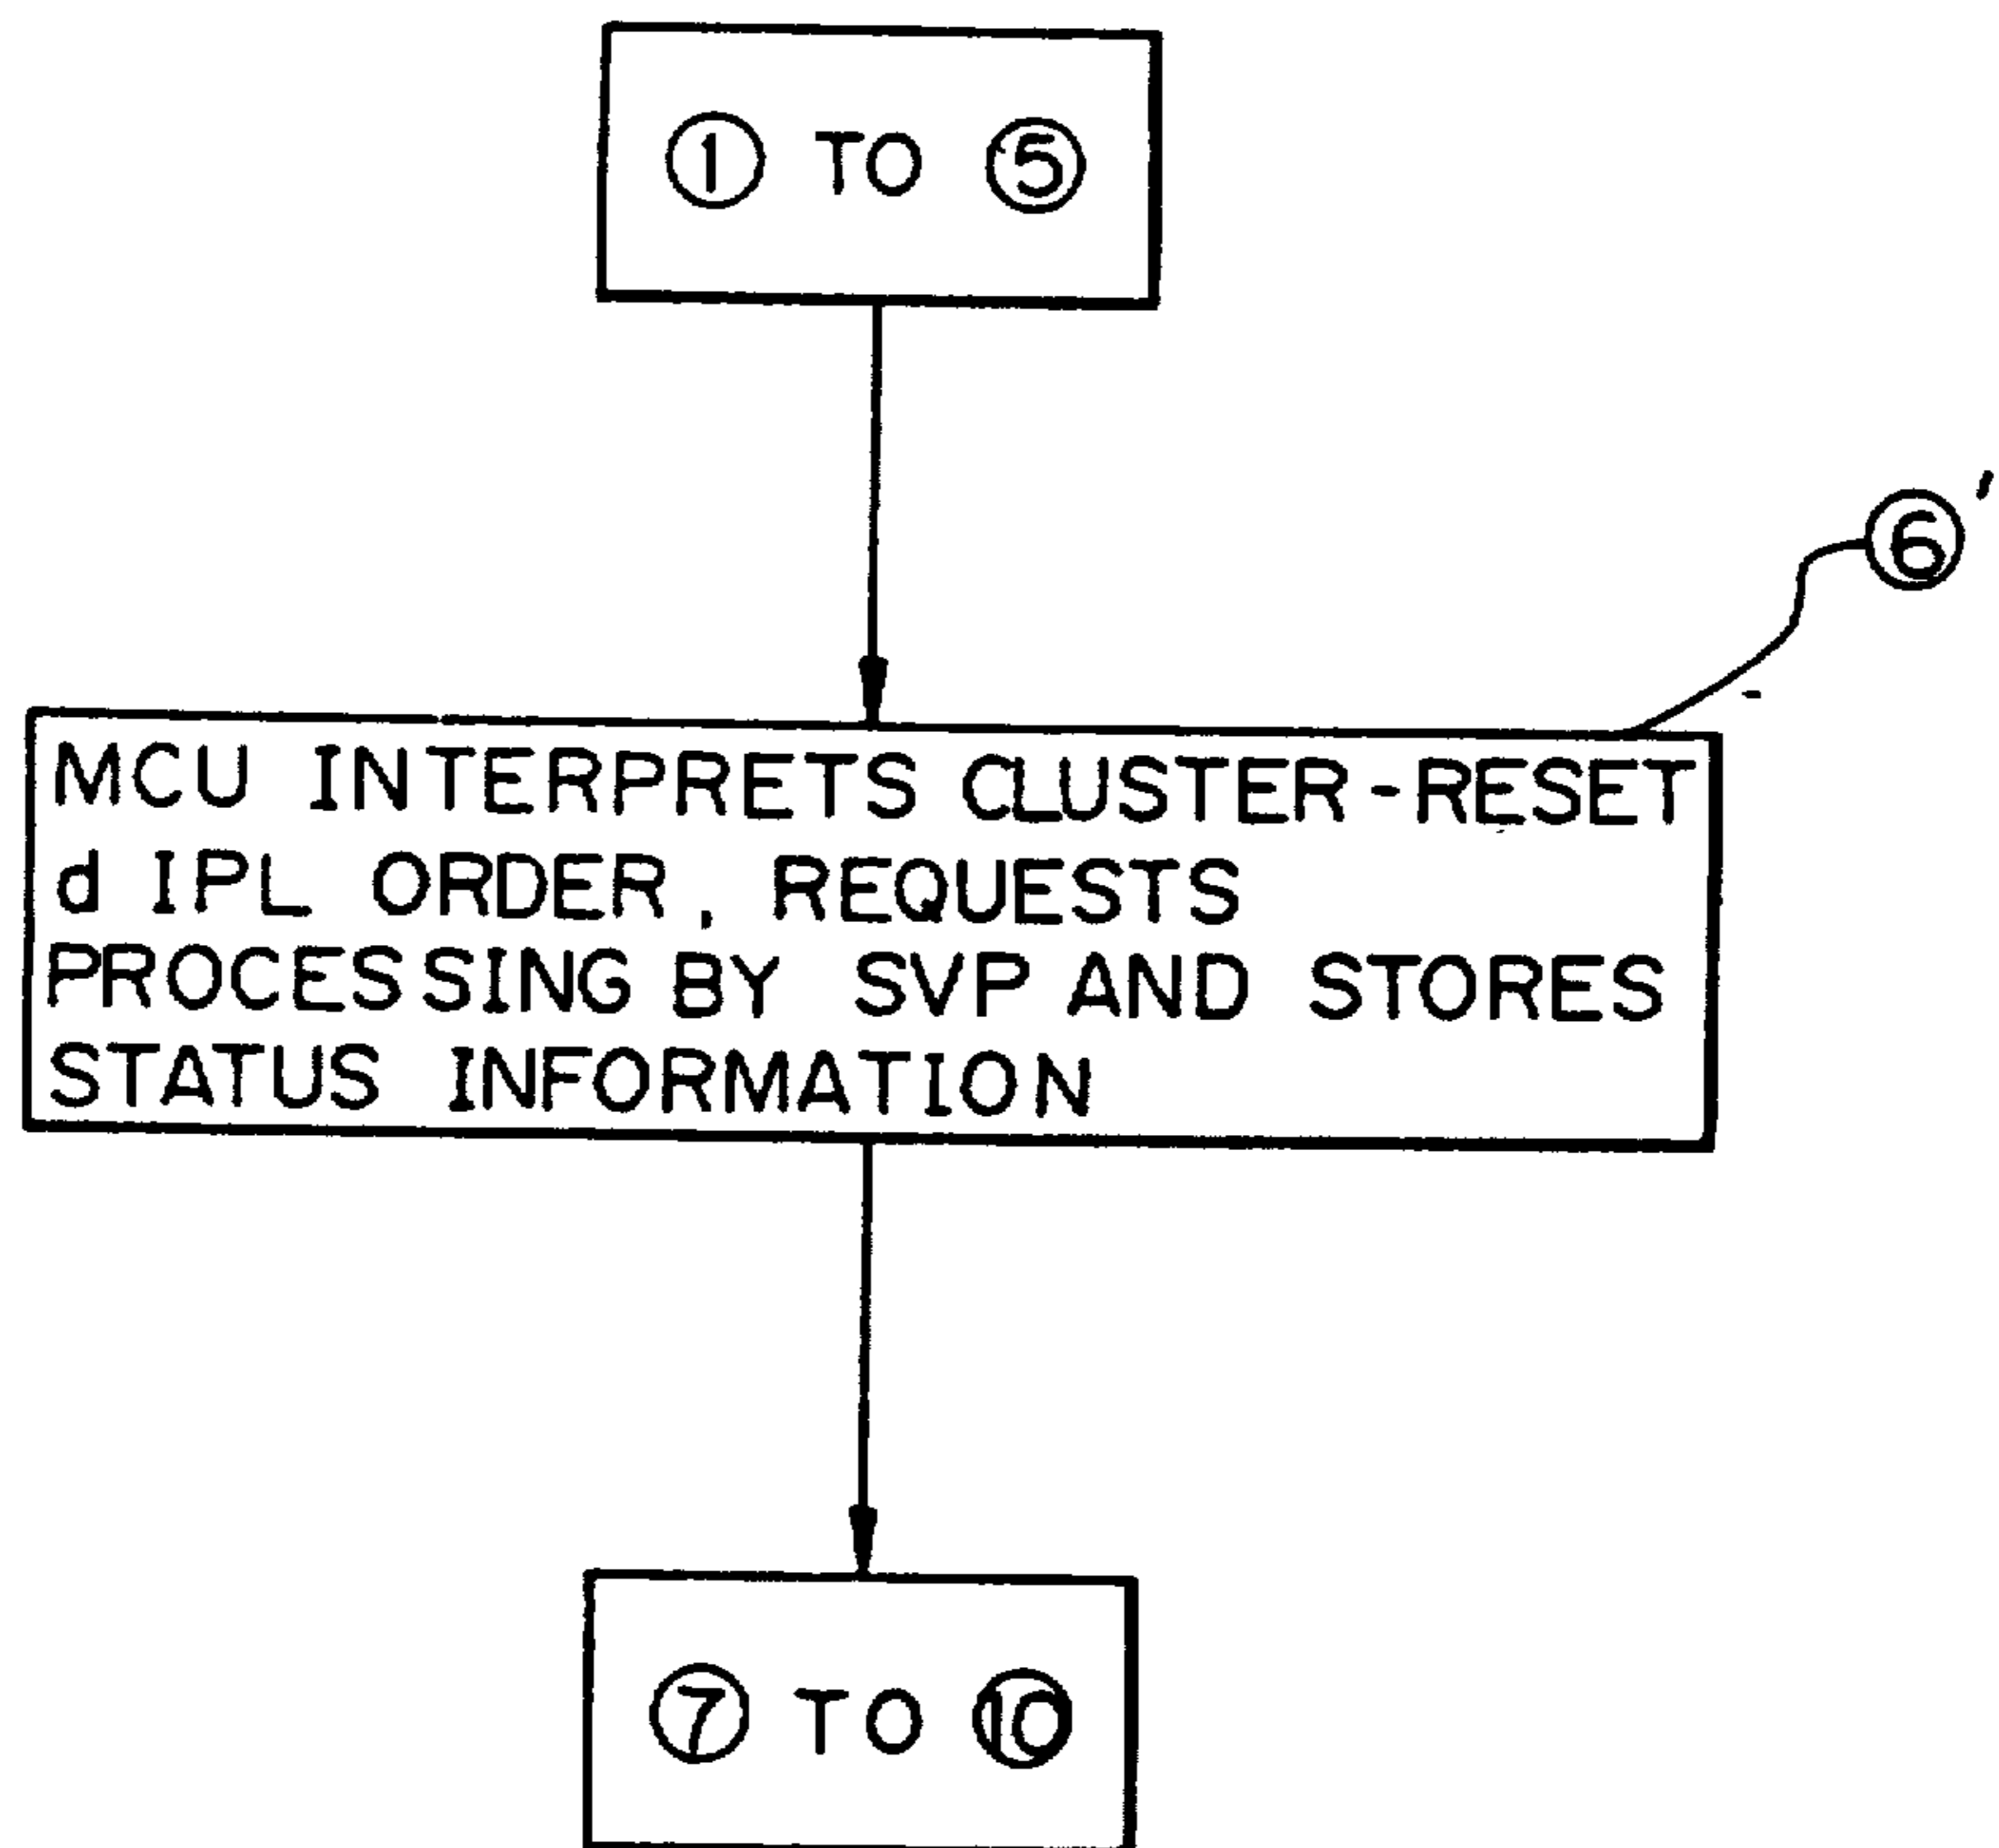 ① TO ⑤
⑥'
MCU INTERPRETS CLUSTER-RESET
d IPL ORDER, REQUESTS
PROCESSING BY SVP AND STORES
STATUS INFORMATION
⑦ TO ⑩